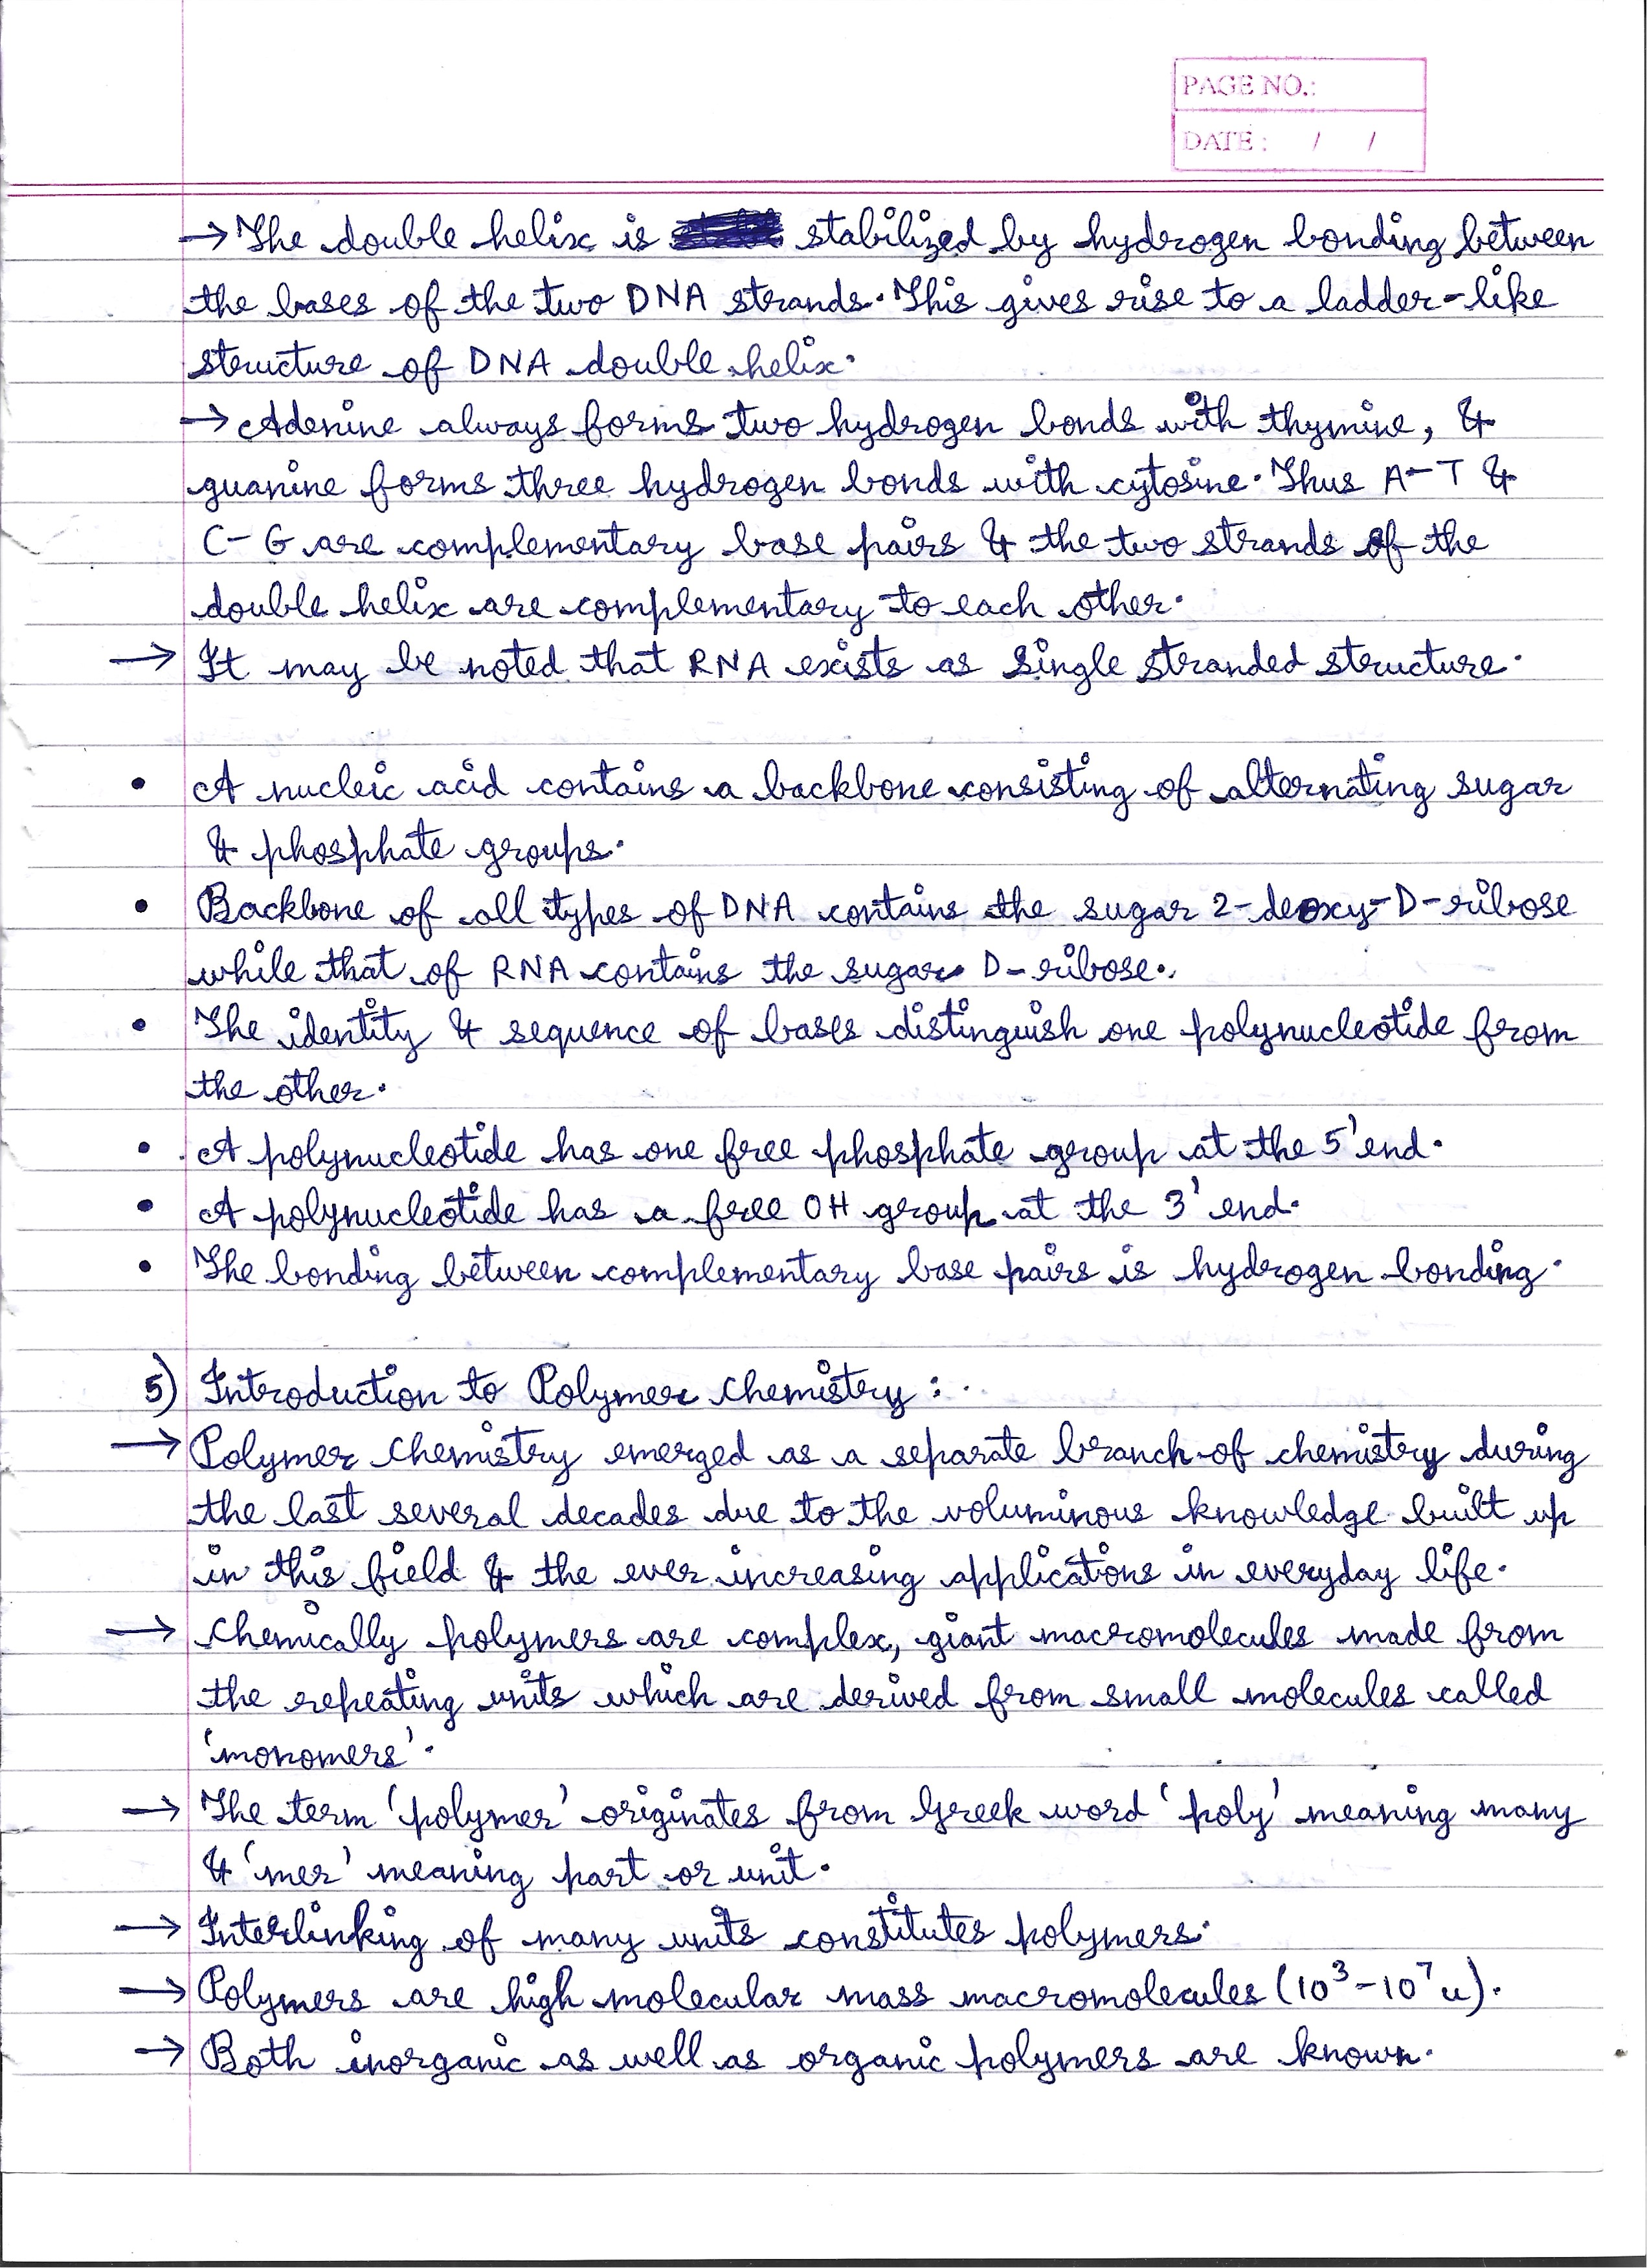 PAGE NO.:
DATE: / /
→ The double helix is stabilized by hydrogen bonding between
the bases of the two DNA strands. This gives rise to a ladder-like
structure of DNA double helix.
→ Adenine always forms two hydrogen bonds with thymine, &
guanine forms three hydrogen bonds with cytosine. Thus A-T &
C-G are complementary base pairs & the two strands of the
double helix are complementary to each other.
→ It may be noted that RNA exists as single stranded structure.
• A nucleic acid contains a backbone consisting of alternating sugar
& phosphate groups.
• Backbone of all types of DNA contains the sugar 2-deoxy-D-ribose
while that of RNA contains the sugar D-ribose.
• The identity & sequence of bases distinguish one polynucleotide from
the other.
• A polynucleotide has one free phosphate group at the 5' end.
• A polynucleotide has a free OH group at the 3' end.
• The bonding between complementary base pairs is hydrogen bonding.
5) Introduction to Polymer chemistry:
→ Polymer chemistry emerged as a separate branch of chemistry during
the last several decades due to the voluminous knowledge built up
in this field & the ever increasing applications in everyday life.
→ Chemically polymers are complex, giant macromolecules made from
the repeating units which are derived from small molecules called
'monomers'.
→ The term 'polymer' originates from Greek word 'poly' meaning many
& 'mer' meaning part or unit.
→ Interlinking of many units constitutes polymers.
→ Polymers are high molecular mass macromolecules (10³-10⁷ u).
→ Both inorganic as well as organic polymers are known.